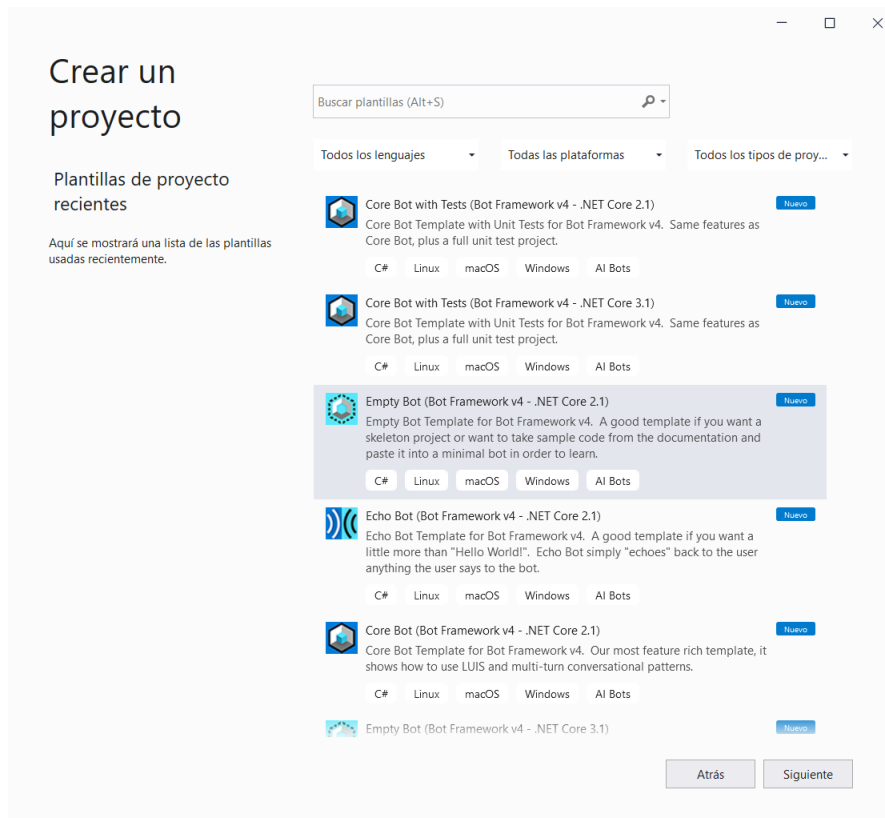 Crear un
proyecto
Plantillas de proyecto
recientes
Aquí se mostrará una lista de las plantillas
usadas recientemente.
Buscar plantillas (Alt+S)
Todos los lenguajes
Todas las plataformas
Todos los tipos de proy...
Core Bot with Tests (Bot Framework v4 - .NET Core 2.1)
Nuevo
Core Bot Template with Unit Tests for Bot Framework v4.  Same features as
Core Bot, plus a full unit test project.
C# Linux macOS Windows AI Bots
Core Bot with Tests (Bot Framework v4 - .NET Core 3.1)
Nuevo
Core Bot Template with Unit Tests for Bot Framework v4.  Same features as
Core Bot, plus a full unit test project.
C# Linux macOS Windows AI Bots
Empty Bot (Bot Framework v4 - .NET Core 2.1)
Nuevo
Empty Bot Template for Bot Framework v4.  A good template if you want a
skeleton project or want to take sample code from the documentation and
paste it into a minimal bot in order to learn.
C# Linux macOS Windows AI Bots
Echo Bot (Bot Framework v4 - .NET Core 2.1)
Nuevo
Echo Bot Template for Bot Framework v4.  A good template if you want a
little more than "Hello World!".  Echo Bot simply "echoes" back to the user
anything the user says to the bot.
C# Linux macOS Windows AI Bots
Core Bot (Bot Framework v4 - .NET Core 2.1)
Nuevo
Core Bot Template for Bot Framework v4.  Our most feature rich template, it
shows how to use LUIS and multi-turn conversational patterns.
C# Linux macOS Windows AI Bots
Empty Bot (Bot Framework v4 - .NET Core 3.1)
Nuevo
Atrás
Siguiente